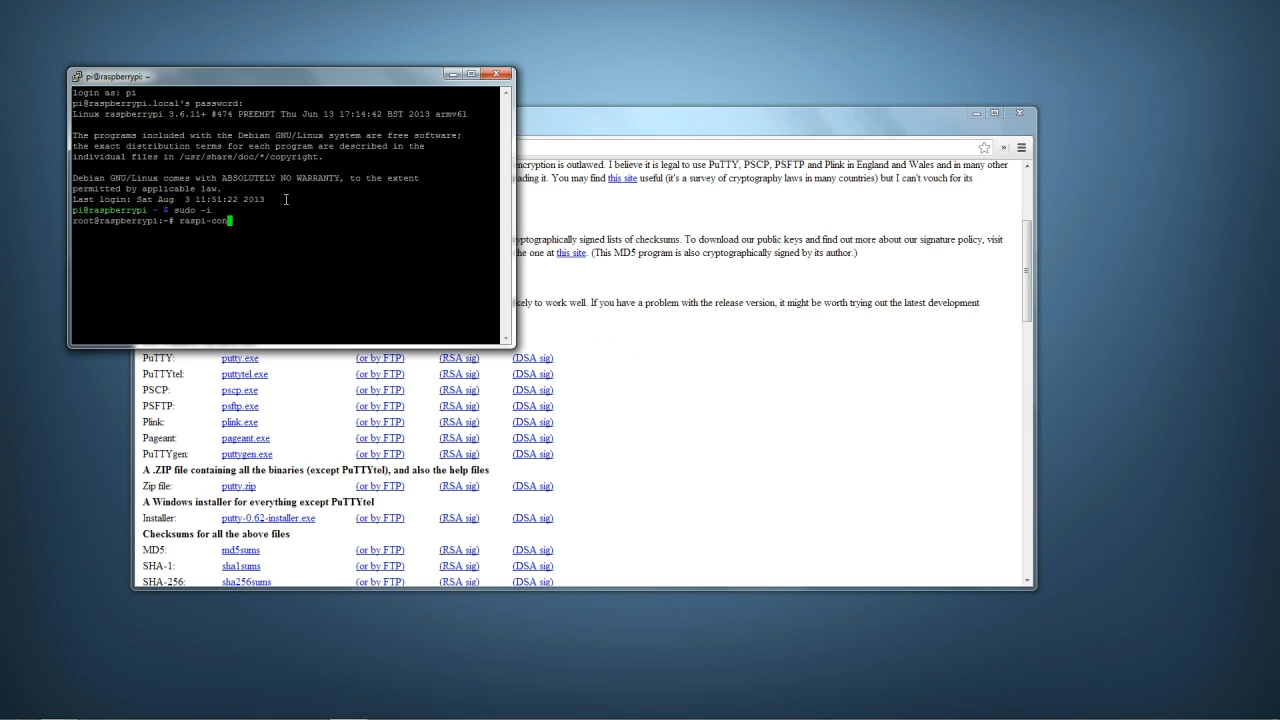 pi@raspberrypi: ~
login as: pi
pi@raspberrypi.local's password:
Linux raspberrypi 3.6.11+ #474 PREEMPT Thu Jun 13 17:14:42 BST 2013 armv6l
The programs included with the Debian GNU/Linux system are free software;
the exact distribution terms for each program are described in the
individual files in /usr/share/doc/*/copyright.
Debian GNU/Linux comes with ABSOLUTELY NO WARRANTY, to the extent
permitted by applicable law.
Last login: Sat Aug  3 11:51:22 2013
pi@raspberrypi ~ $ sudo -i
root@raspberrypi:~# raspi-con
»
ncryption is outlawed. I believe it is legal to use PuTTY, PSCP, PSFTP and Plink in England and Wales and in many other
ading it. You may find this site useful (it's a survey of cryptography laws in many countries) but I can't vouch for its
yptographically signed lists of checksums. To download our public keys and find out more about our signature policy, visit
he one at this site. (This MD5 program is also cryptographically signed by its author.)
kely to work well. If you have a problem with the release version, it might be worth trying out the latest development
PuTTY: putty.exe (or by FTP) (RSA sig) (DSA sig)
PuTTYtel: puttytel.exe (or by FTP) (RSA sig) (DSA sig)
PSCP: pscp.exe (or by FTP) (RSA sig) (DSA sig)
PSFTP: psftp.exe (or by FTP) (RSA sig) (DSA sig)
Plink: plink.exe (or by FTP) (RSA sig) (DSA sig)
Pageant: pageant.exe (or by FTP) (RSA sig) (DSA sig)
PuTTYgen: puttygen.exe (or by FTP) (RSA sig) (DSA sig)
A .ZIP file containing all the binaries (except PuTTYtel), and also the help files
Zip file: putty.zip (or by FTP) (RSA sig) (DSA sig)
A Windows installer for everything except PuTTYtel
Installer: putty-0.62-installer.exe (or by FTP) (RSA sig) (DSA sig)
Checksums for all the above files
MD5: md5sums (or by FTP) (RSA sig) (DSA sig)
SHA-1: sha1sums (or by FTP) (RSA sig) (DSA sig)
SHA-256: sha256sums (or by FTP) (RSA sig) (DSA sig)